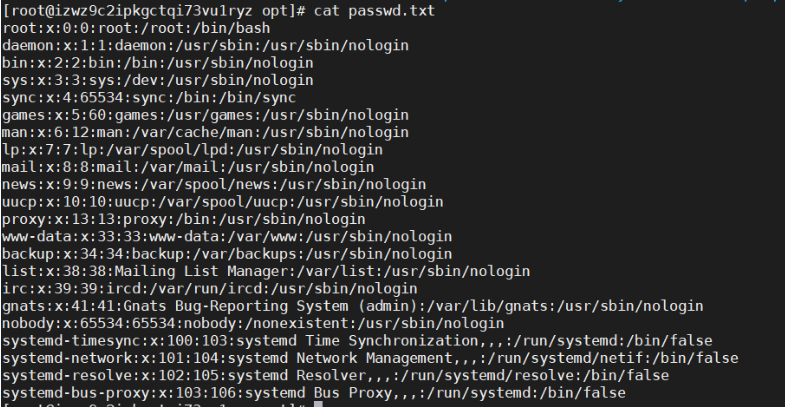 [root@izwz9c2ipkgctqi73vu1ryz opt]# cat passwd.txt
root:x:0:0:root:/root:/bin/bash
daemon:x:1:1:daemon:/usr/sbin:/usr/sbin/nologin
bin:x:2:2:bin:/bin:/usr/sbin/nologin
sys:x:3:3:sys:/dev:/usr/sbin/nologin
sync:x:4:65534:sync:/bin:/bin/sync
games:x:5:60:games:/usr/games:/usr/sbin/nologin
man:x:6:12:man:/var/cache/man:/usr/sbin/nologin
lp:x:7:7:lp:/var/spool/lpd:/usr/sbin/nologin
mail:x:8:8:mail:/var/mail:/usr/sbin/nologin
news:x:9:9:news:/var/spool/news:/usr/sbin/nologin
uucp:x:10:10:uucp:/var/spool/uucp:/usr/sbin/nologin
proxy:x:13:13:proxy:/bin:/usr/sbin/nologin
www-data:x:33:33:www-data:/var/www:/usr/sbin/nologin
backup:x:34:34:backup:/var/backups:/usr/sbin/nologin
list:x:38:38:Mailing List Manager:/var/list:/usr/sbin/nologin
irc:x:39:39:ircd:/var/run/ircd:/usr/sbin/nologin
gnats:x:41:41:Gnats Bug-Reporting System (admin):/var/lib/gnats:/usr/sbin/nologin
nobody:x:65534:65534:nobody:/nonexistent:/usr/sbin/nologin
systemd-timesync:x:100:103:systemd Time Synchronization,,,:/run/systemd:/bin/false
systemd-network:x:101:104:systemd Network Management,,,:/run/systemd/netif:/bin/false
systemd-resolve:x:102:105:systemd Resolver,,,:/run/systemd/resolve:/bin/false
systemd-bus-proxy:x:103:106:systemd Bus Proxy,,,:/run/systemd:/bin/false